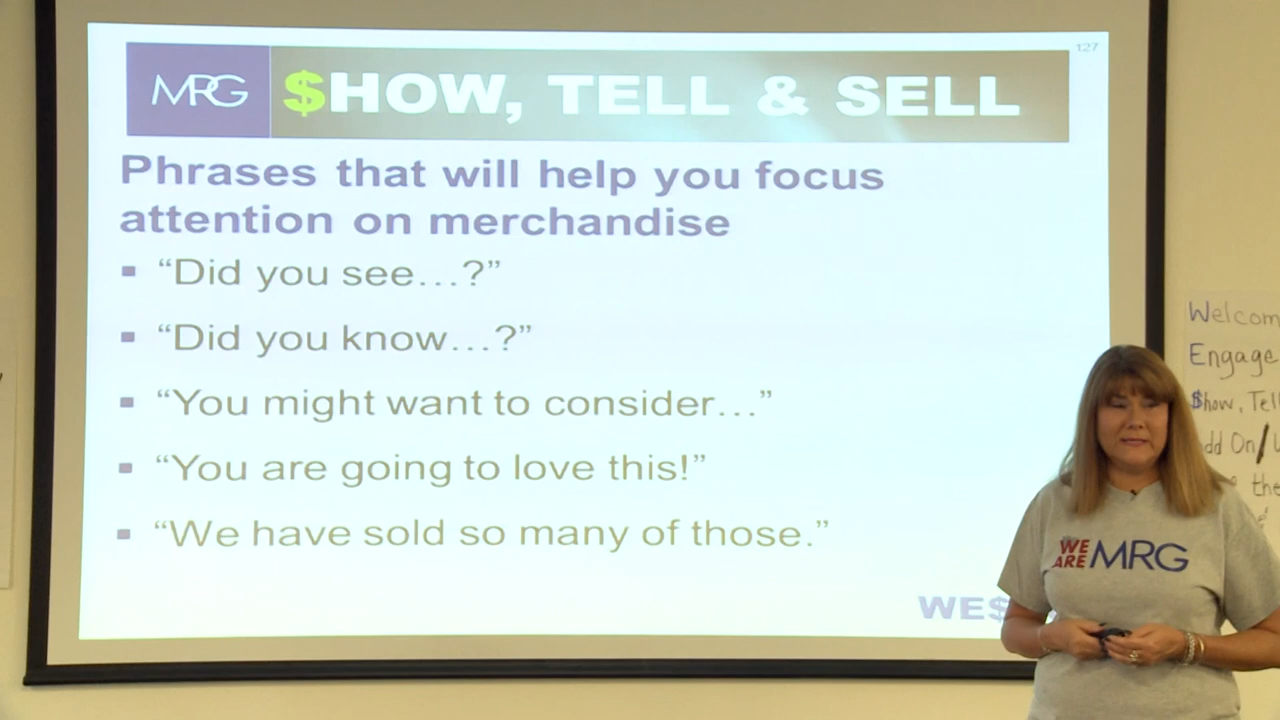 127
MRG
$HOW, TELL & SELL
Phrases that will help you focus
attention on merchandise
▪ “Did you see…?”
▪ “Did you know…?”
▪ “You might want to consider…”
▪ “You are going to love this!”
▪ “We have sold so many of those.”
WE$
Welcom
Engage
$how, Tell
dd On/
the
WE
ARE MRG